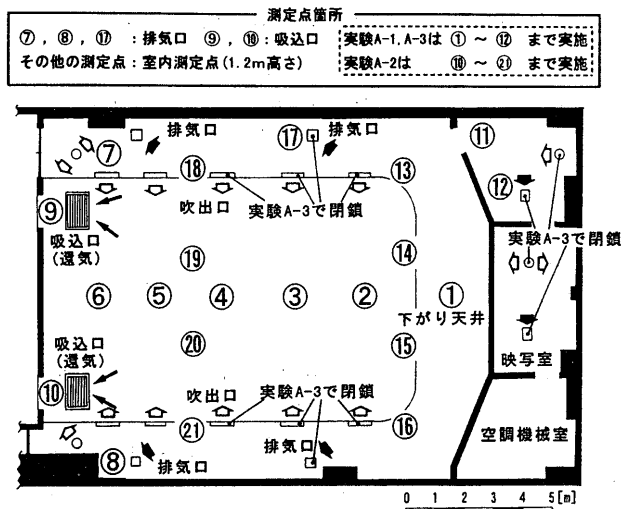 測定点箇所
⑦,⑧,⑰:排気口 ⑨,⑩:吸込口
その他の測定点:室内測定点(1.2m高さ)
実験A-1,A-3は ①~⑫ まで実施
実験A-2は ⑩~㉑ まで実施
排気口
⑰
排気口
⑪
⑦
⑱
⑬
⑫
⑨
吹出口
実験A-3で閉鎖
吸込口
(還気)
⑲
⑭
実験A-3で閉鎖
⑥
⑤
④
③
②
①
下がり天井
吸込口
(還気)
⑳
⑮
映写室
⑩
吹出口
実験A-3で閉鎖
㉑
⑯
空調機械室
⑧
排気口
排気口
0 1 2 3 4 5[m]